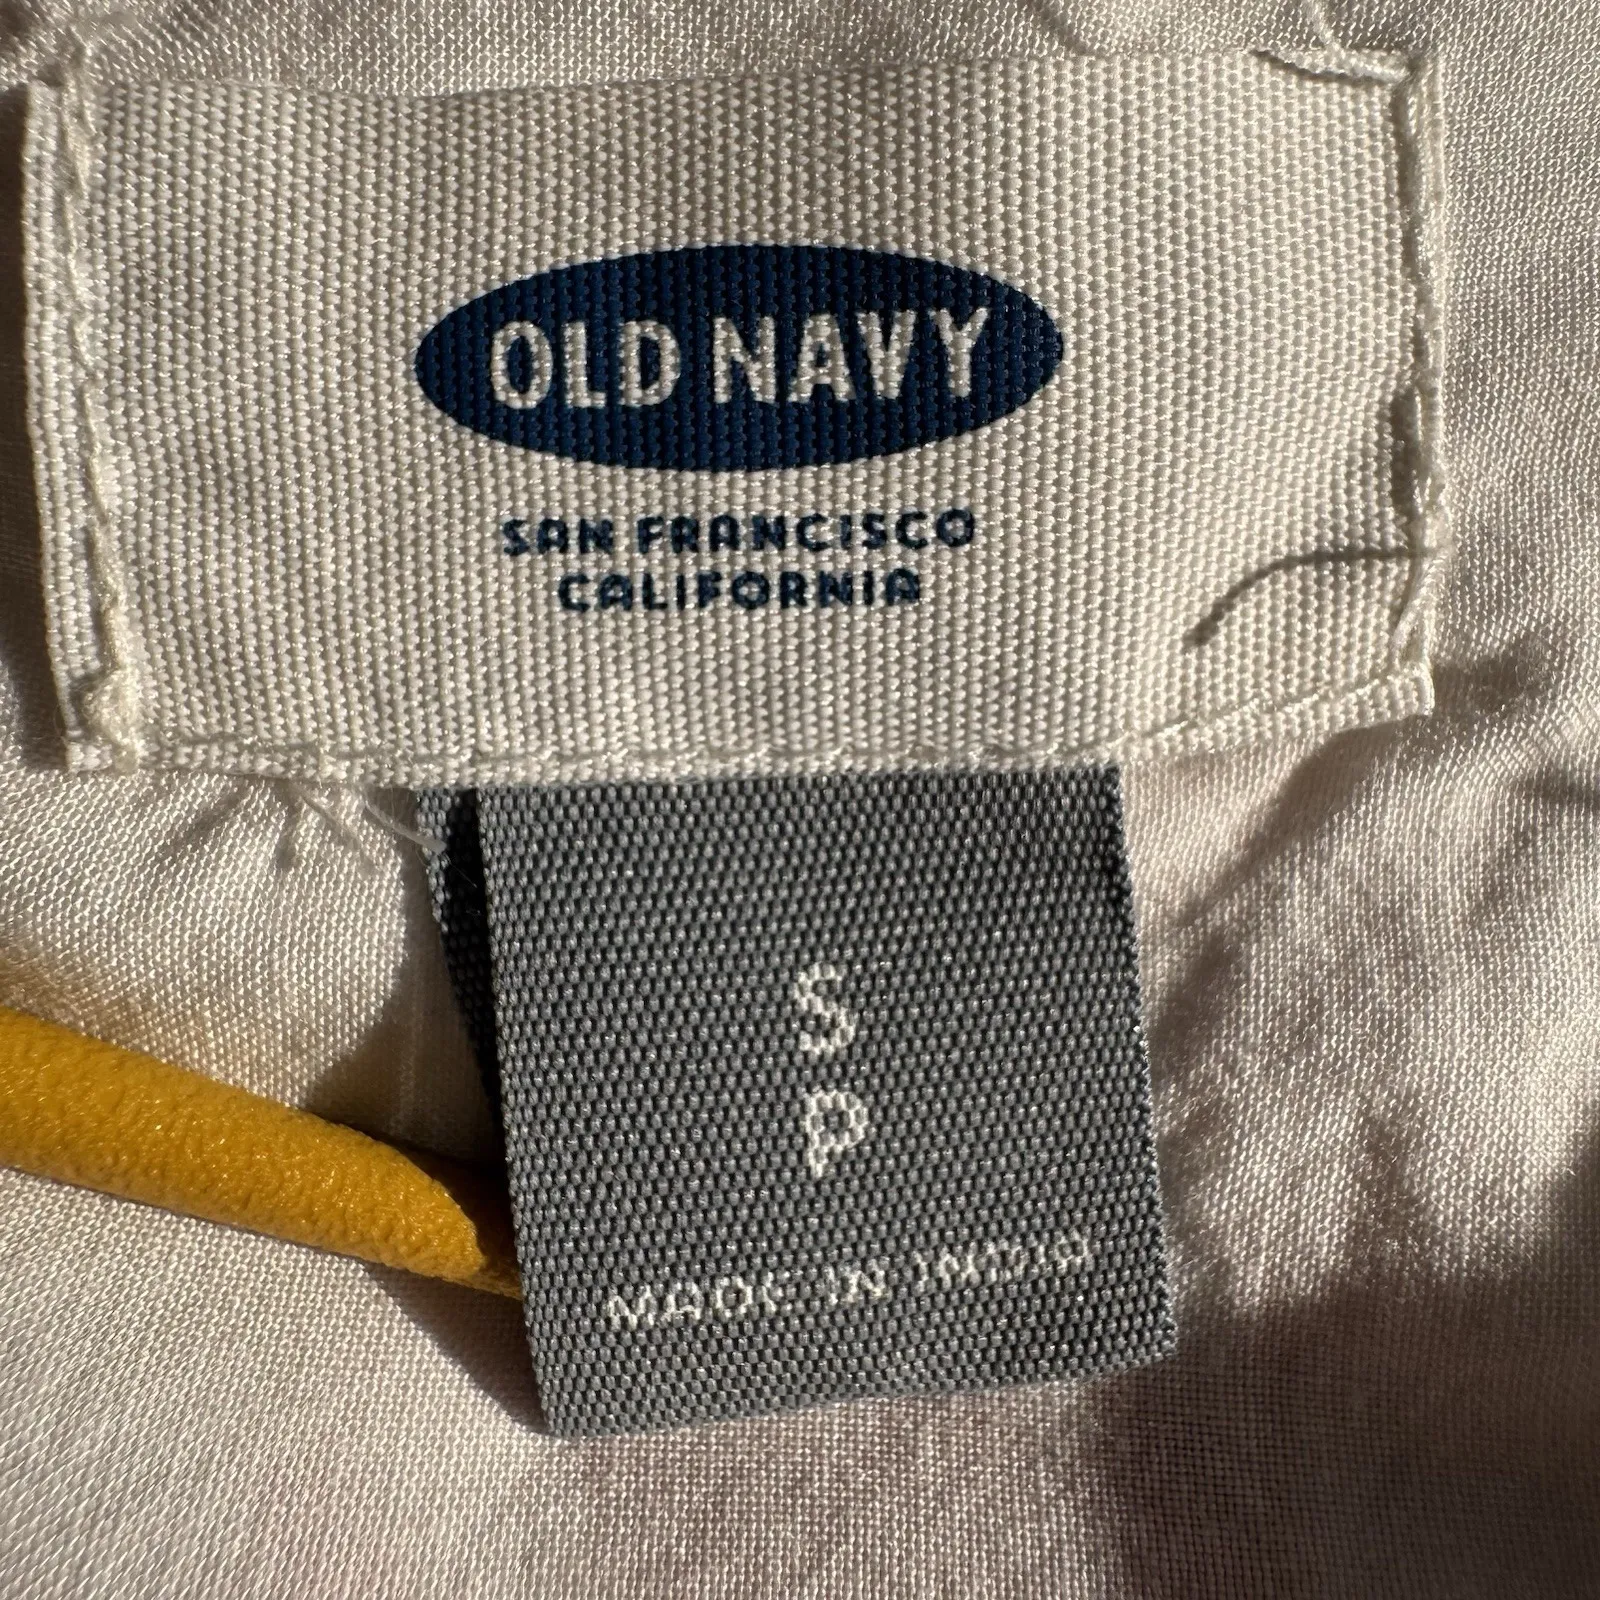 OLD NAVY
SAN FRANCISCO
CALIFORNIA
S
P
MADE IN INDIA